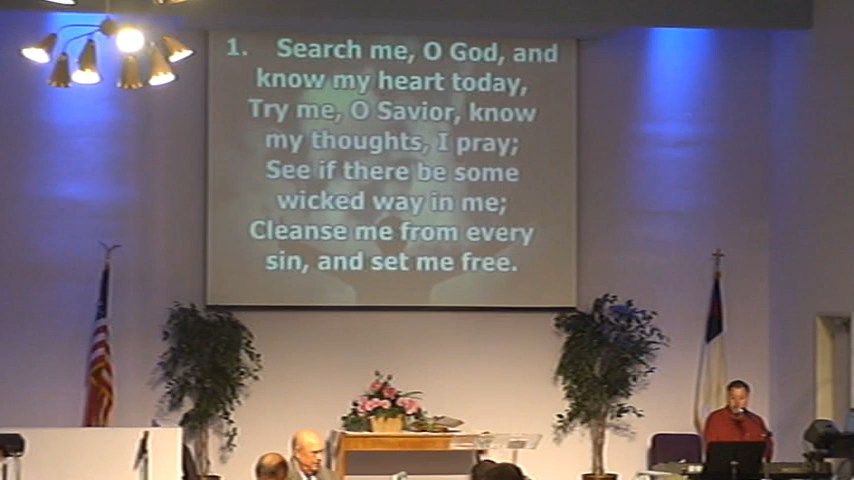 1. Search me, O God, and
know my heart today,
Try me, O Savior, know
my thoughts, I pray;
See if there be some
wicked way in me;
Cleanse me from every
sin, and set me free.